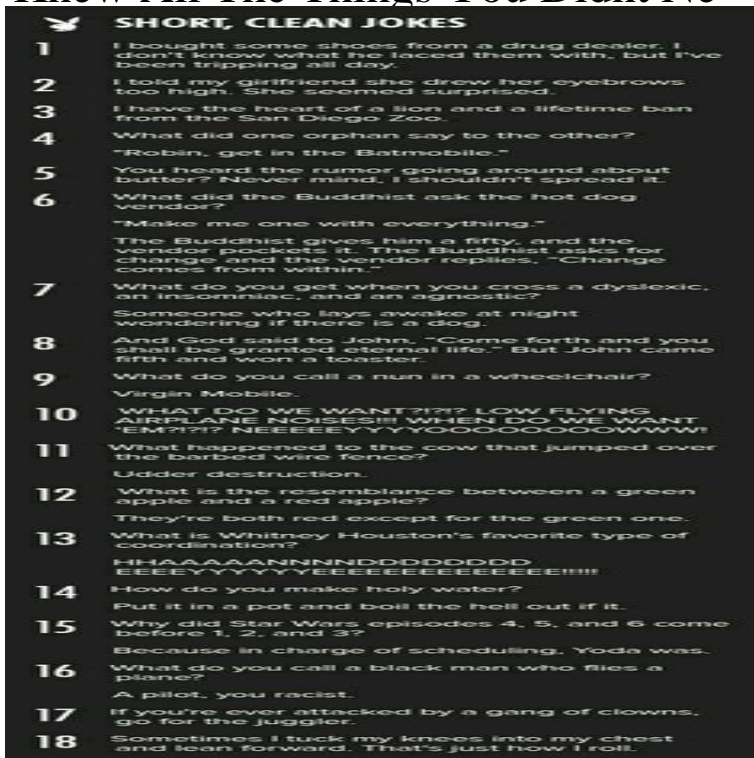 Knew All The Things You Didnt Ne
SHORT, CLEAN JOKES
1 I bought some shoes from a drug dealer. I
don't know what he laced them with, but I've
been tripping all day.
2 I told my girlfriend she drew her eyebrows
too high. She seemed surprised.
3 I have the heart of a lion and a lifetime ban
from the San Diego Zoo.
4 What did one orphan say to the other?
"Robin, get in the Batmobile."
5 You heard the rumor going around about
butter? Never mind, I shouldn't spread it.
6 What did the Buddhist ask the hot dog
vendor?
"Make me one with everything."
The Buddhist gives him a fifty, and the
vendor pockets it. The Buddhist asks for
change and the vendor replies, "Change
comes from within."
7 What do you get when you cross a dyslexic,
an insomniac, and an agnostic?
Someone who lays awake at night
wondering if there is a dog.
8 And God said to John, "Come forth and you
shall be granted eternal life." But John came
fifth and won a toaster.
9 What do you call a nun in a wheelchair?
Virgin Mobile.
10 WHAT DO WE WANT?!?!? LOW FLYING
AIRPLANE NOISES!!! WHEN DO WE WANT
'EM?!?!? NEEEEEYYYYOOOOOOOOWWW!
11 What happened to the cow that jumped over
the barbed wire fence?
Udder destruction.
12 What is the resemblance between a green
apple and a red apple?
They're both red except for the green one.
13 What is Whitney Houston's favorite type of
coordination?
HHAAAAANNNNDDDDDDDD
EEEEYYYYYYEEEEEEEEEEEEEE!!!!!
14 How do you make holy water?
Put it in a pot and boil the hell out if it.
15 Why did Star Wars episodes 4, 5, and 6 come
before 1, 2, and 3?
Because in charge of scheduling, Yoda was.
16 What do you call a black man who flies a
plane?
A pilot, you racist.
17 If you're ever attacked by a gang of clowns,
go for the juggler.
18 Sometimes I tuck my knees into my chest
and lean forward. That's just how I roll.